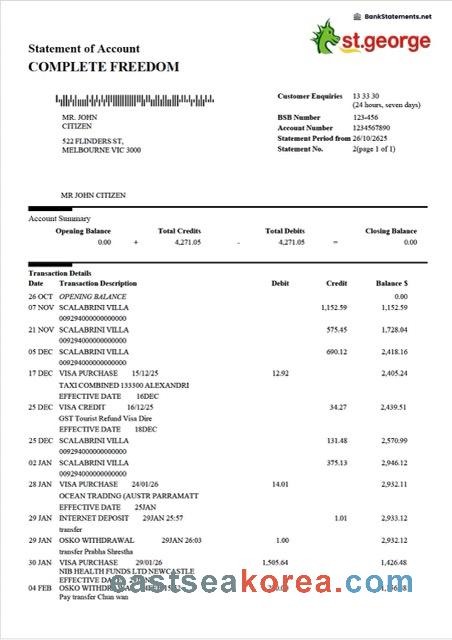 BankStatements.net
st.george
Statement of Account
COMPLETE FREEDOM
Customer Enquiries 13 33 30
(24 hours, seven days)
MR. JOHN
CITIZEN
522 FLINDERS ST,
MELBOURNE VIC 3000
BSB Number 123-456
Account Number 1234567890
Statement Period from 26/10/2625
Statement No. 2(page 1 of 1)
MR JOHN CITIZEN
Account Summary
Opening Balance Total Credits Total Debits Closing Balance
0.00 + 4,271.05 - 4,271.05 = 0.00
Transaction Details
Date Transaction Description Debit Credit Balance $
26 OCT OPENING BALANCE 0.00
07 NOV SCALABRINI VILLA 1,152.59 1,152.59
009294000000000000
21 NOV SCALABRINI VILLA 575.45 1,728.04
009294000000000000
05 DEC SCALABRINI VILLA 690.12 2,418.16
009294000000000000
17 DEC VISA PURCHASE 15/12/25 12.92 2,405.24
TAXI COMBINED 133300 ALEXANDRI
EFFECTIVE DATE 16DEC
25 DEC VISA CREDIT 16/12/25 34.27 2,439.51
GST Tourist Refund Visa Dire
EFFECTIVE DATE 18DEC
25 DEC SCALABRINI VILLA 131.48 2,570.99
009294000000000000
02 JAN SCALABRINI VILLA 375.13 2,946.12
009294000000000000
28 JAN VISA PURCHASE 24/01/26 14.01 2,932.11
OCEAN TRADING (AUSTR PARRAMATT
EFFECTIVE DATE 25JAN
29 JAN INTERNET DEPOSIT 29JAN 25:57 1.01 2,933.12
transfer
29 JAN OSKO WITHDRAWAL 29JAN 26:03 1.00 2,932.12
transfer Prabha Shrestha
30 JAN VISA PURCHASE 29/01/26 1,505.64 1,426.48
NIB HEALTH FUNDS LTD NEWCASTLE
EFFECTIVE DATE
04 FEB OSKO WITHDRAWAL
Pay transfer Chun wan
eastseakorea.com